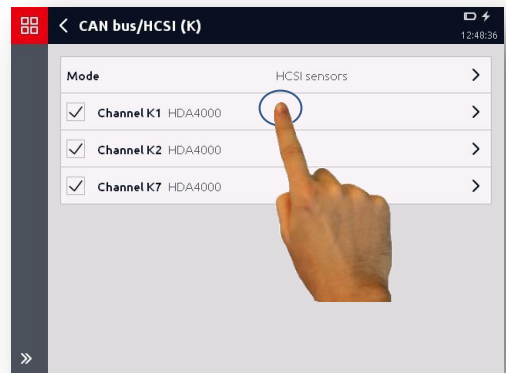 CAN bus/HCSI (K)
12:48:36
Mode HCSI sensors
Channel K1 HDA4000
Channel K2 HDA4000
Channel K7 HDA4000